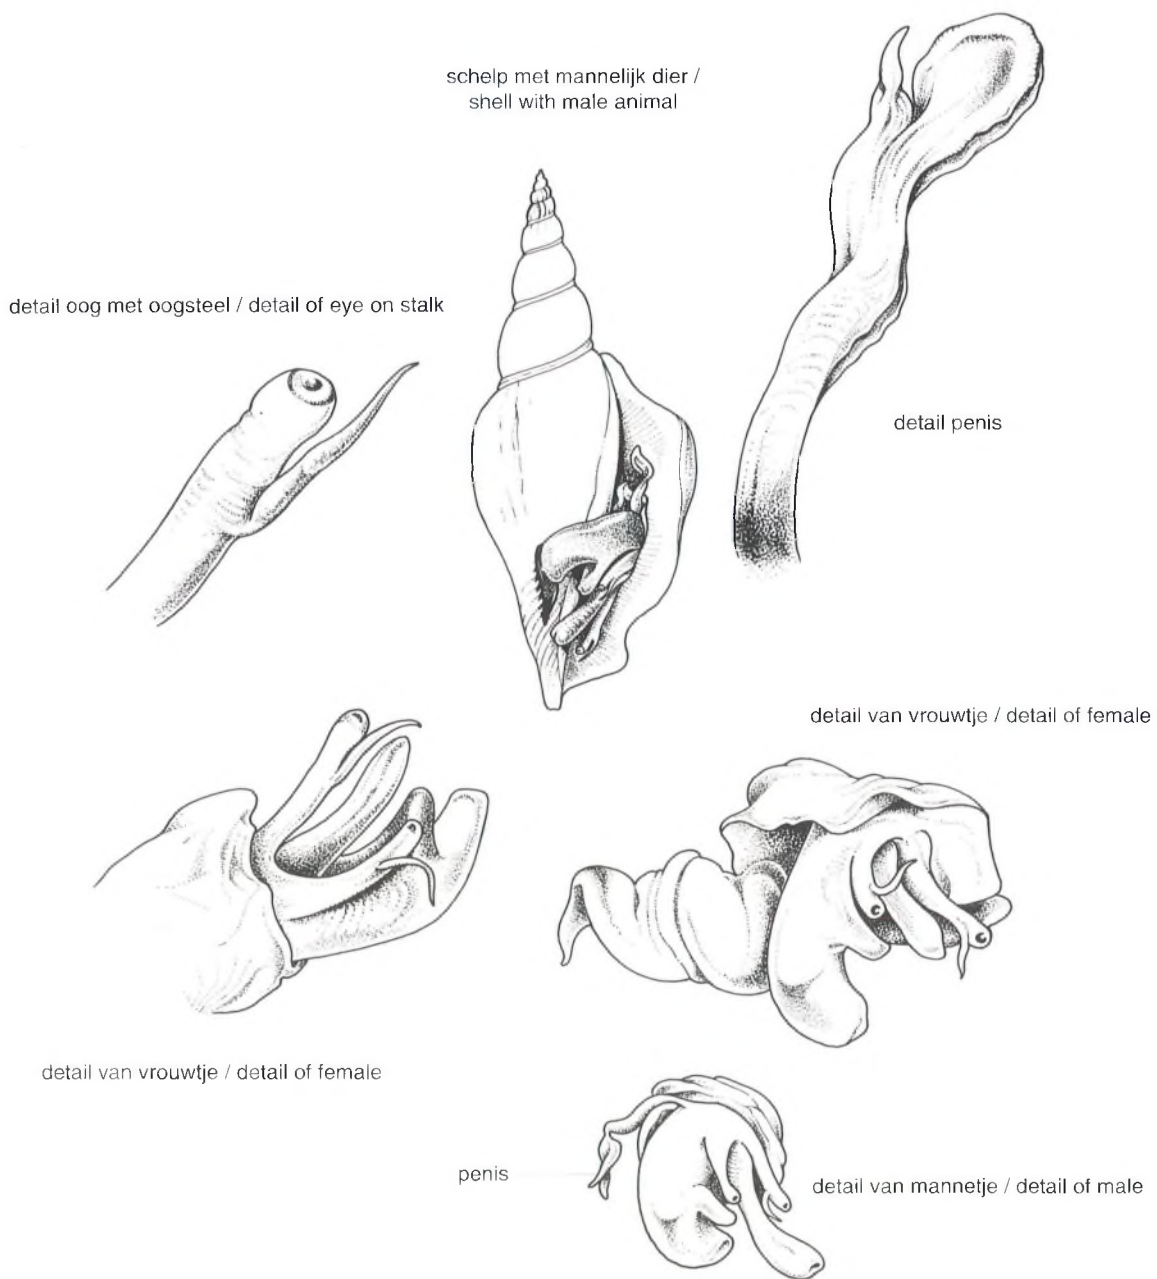 schelp met mannelijk dier /
shell with male animal
detail oog met oogsteel / detail of eye on stalk
detail penis
detail van vrouwtje / detail of female
detail van vrouwtje / detail of female
penis
detail van mannetje / detail of male